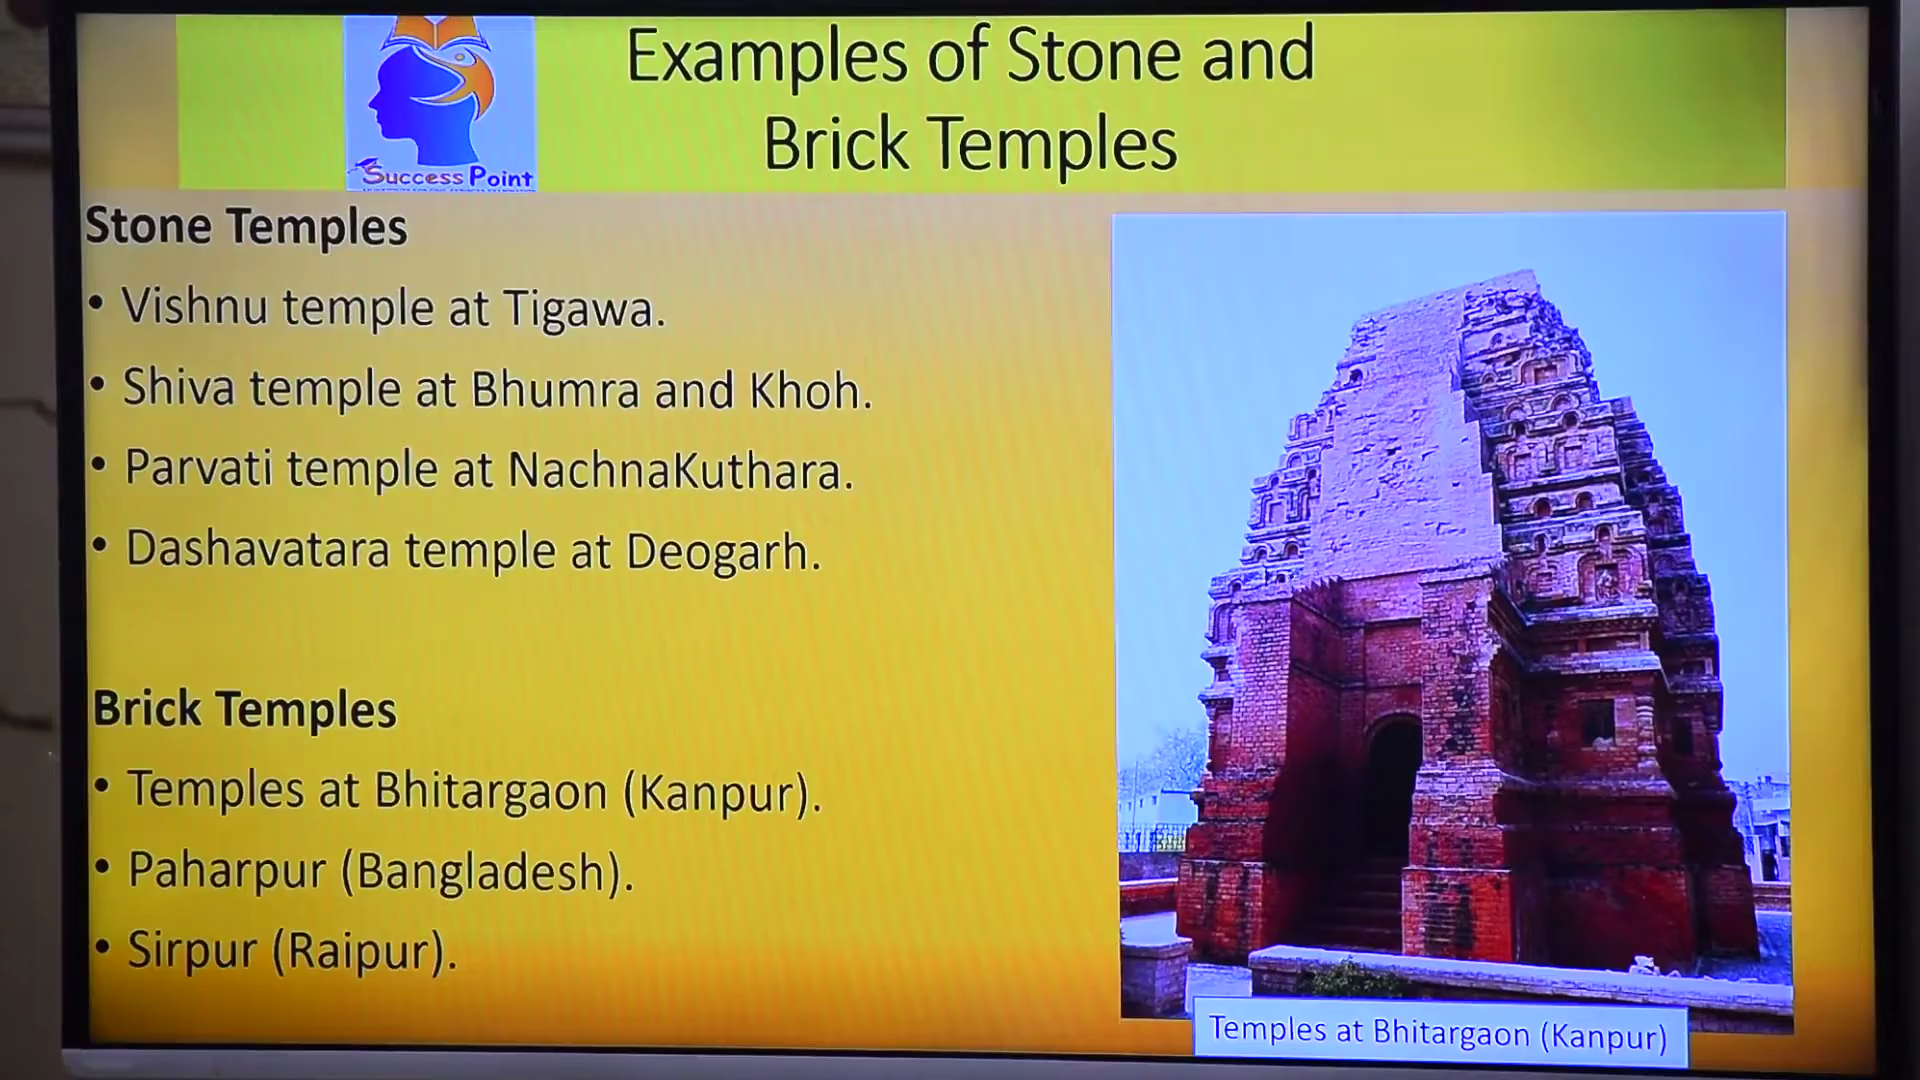 Examples of Stone and
Brick Temples
Success Point
Stone Temples
• Vishnu temple at Tigawa.
• Shiva temple at Bhumra and Khoh.
• Parvati temple at NachnaKuthara.
• Dashavatara temple at Deogarh.
Brick Temples
• Temples at Bhitargaon (Kanpur).
• Paharpur (Bangladesh).
• Sirpur (Raipur).
Temples at Bhitargaon (Kanpur)